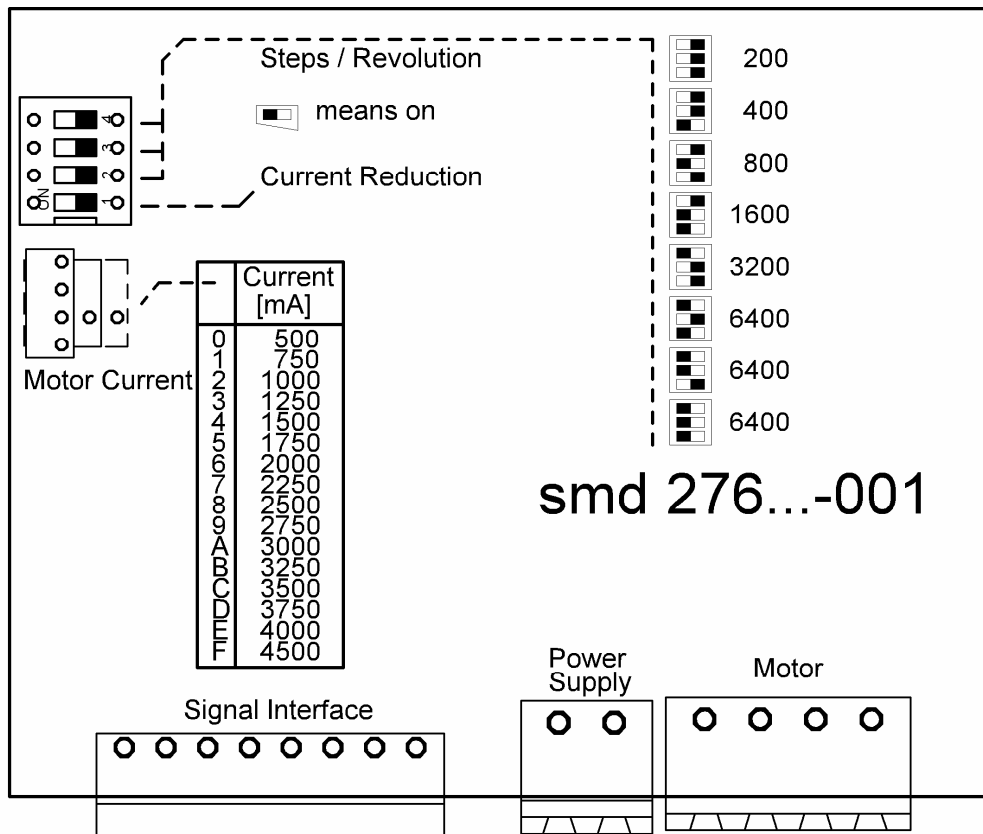 Steps / Revolution
means on
Current Reduction
4
3
2
1
ON
Motor Current
Current
[mA]
0 500
1 750
2 1000
3 1250
4 1500
5 1750
6 2000
7 2250
8 2500
9 2750
A 3000
B 3250
C 3500
D 3750
E 4000
F 4500
200
400
800
1600
3200
6400
6400
6400
smd 276...-001
Signal Interface
Power
Supply
Motor